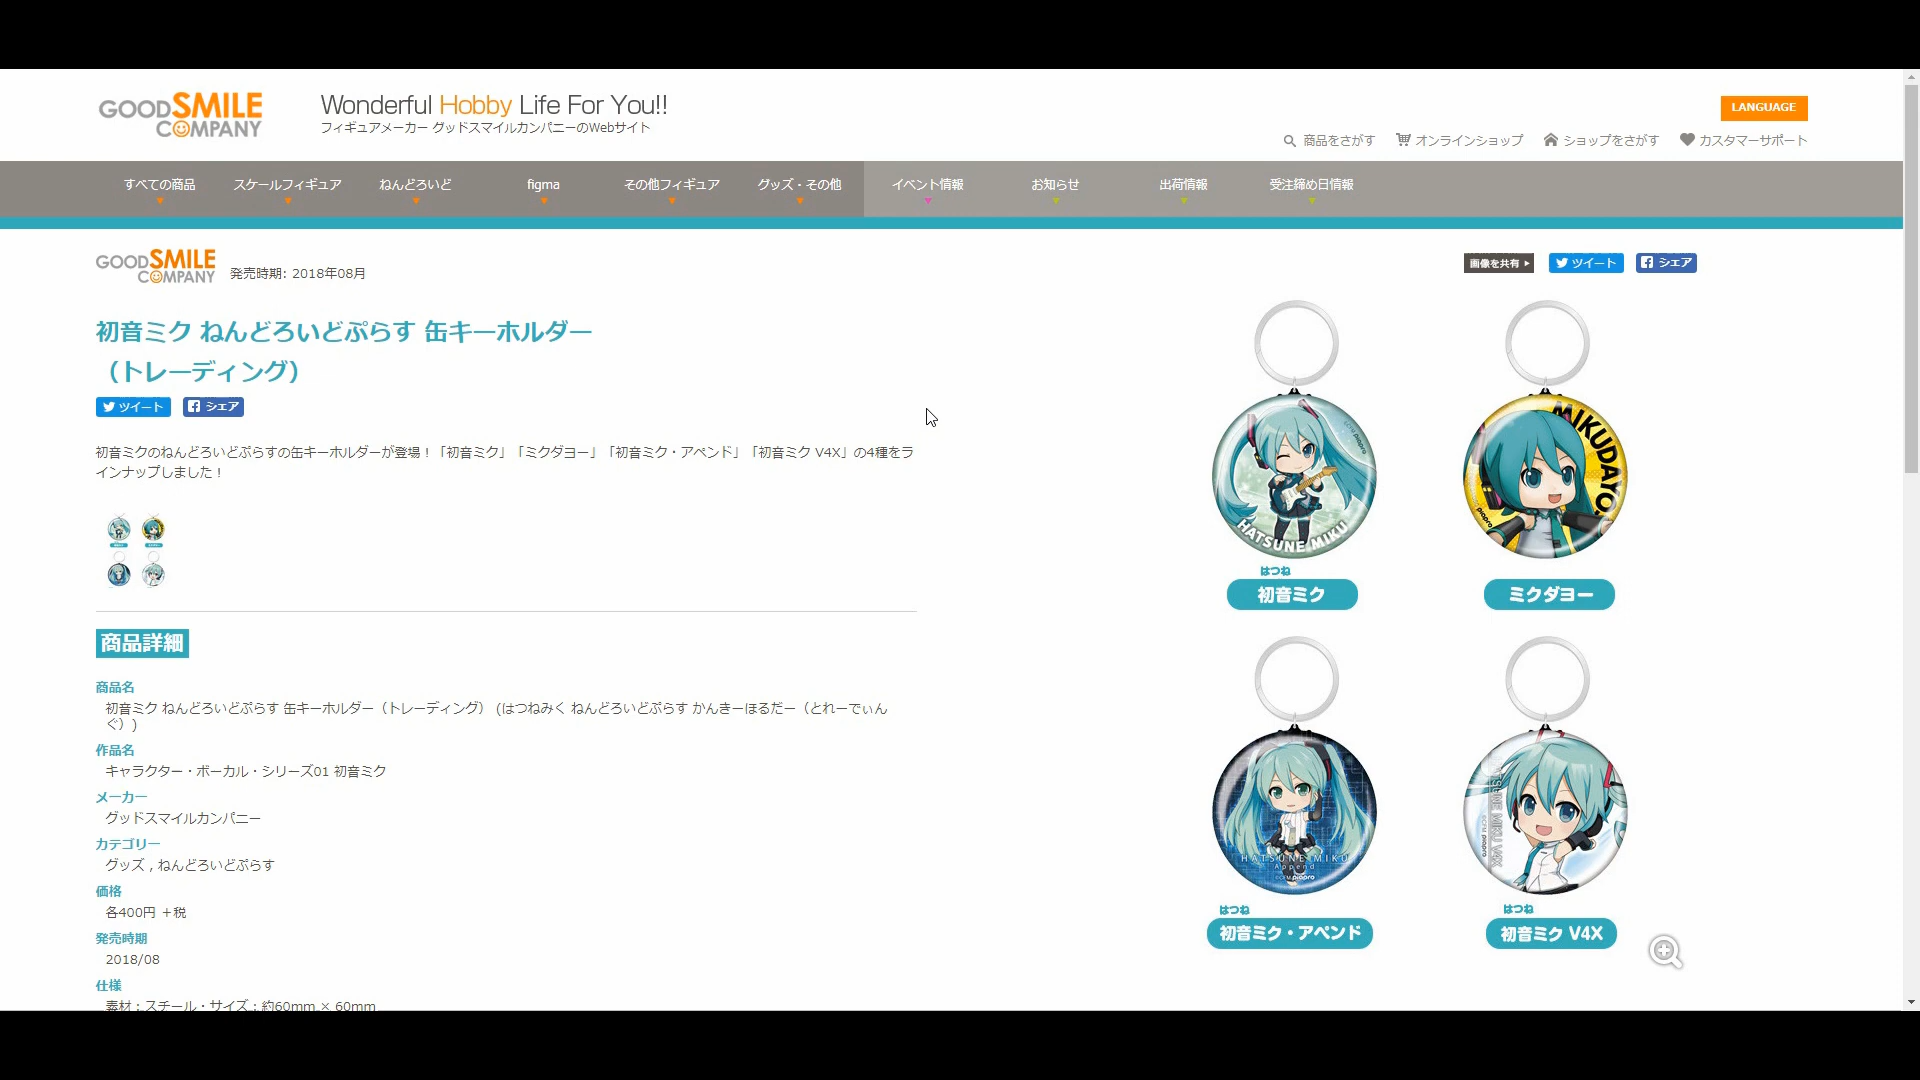 GOOD SMILE COMPANY
Wonderful Hobby Life For You!!
フィギュアメーカー グッドスマイルカンパニーのWebサイト
LANGUAGE
商品をさがす オンラインショップ ショップをさがす カスタマーサポート
すべての商品 スケールフィギュア ねんどろいど figma その他フィギュア グッズ・その他 イベント情報 お知らせ 出荷情報 受注締め日情報
GOOD SMILE COMPANY 発売時期: 2018年08月
画像を共有 ツイート シェア
初音ミク ねんどろいどぷらす 缶キーホルダー
（トレーディング）
ツイート シェア
初音ミクのねんどろいどぷらすの缶キーホルダーが登場！「初音ミク」「ミクダヨー」「初音ミク・アペンド」「初音ミク V4X」の4種をラ
インナップしました！
商品詳細
商品名
初音ミク ねんどろいどぷらす 缶キーホルダー（トレーディング） (はつねみく ねんどろいどぷらす かんきーほるだー（とれーでぃん
ぐ）)
作品名
キャラクター・ボーカル・シリーズ01 初音ミク
メーカー
グッドスマイルカンパニー
カテゴリー
グッズ , ねんどろいどぷらす
価格
各400円 ＋税
発売時期
2018/08
仕様
素材：スチール・サイズ：約60mm × 60mm
HATSUNE MIKU
はつね
初音ミク
MIKUDAYO.
piapro
ミクダヨー
HATSUNE MIKU
Append
piapro
はつね
初音ミク・アペンド
HATSUNE MIKU V4X
piapro
はつね
初音ミク V4X